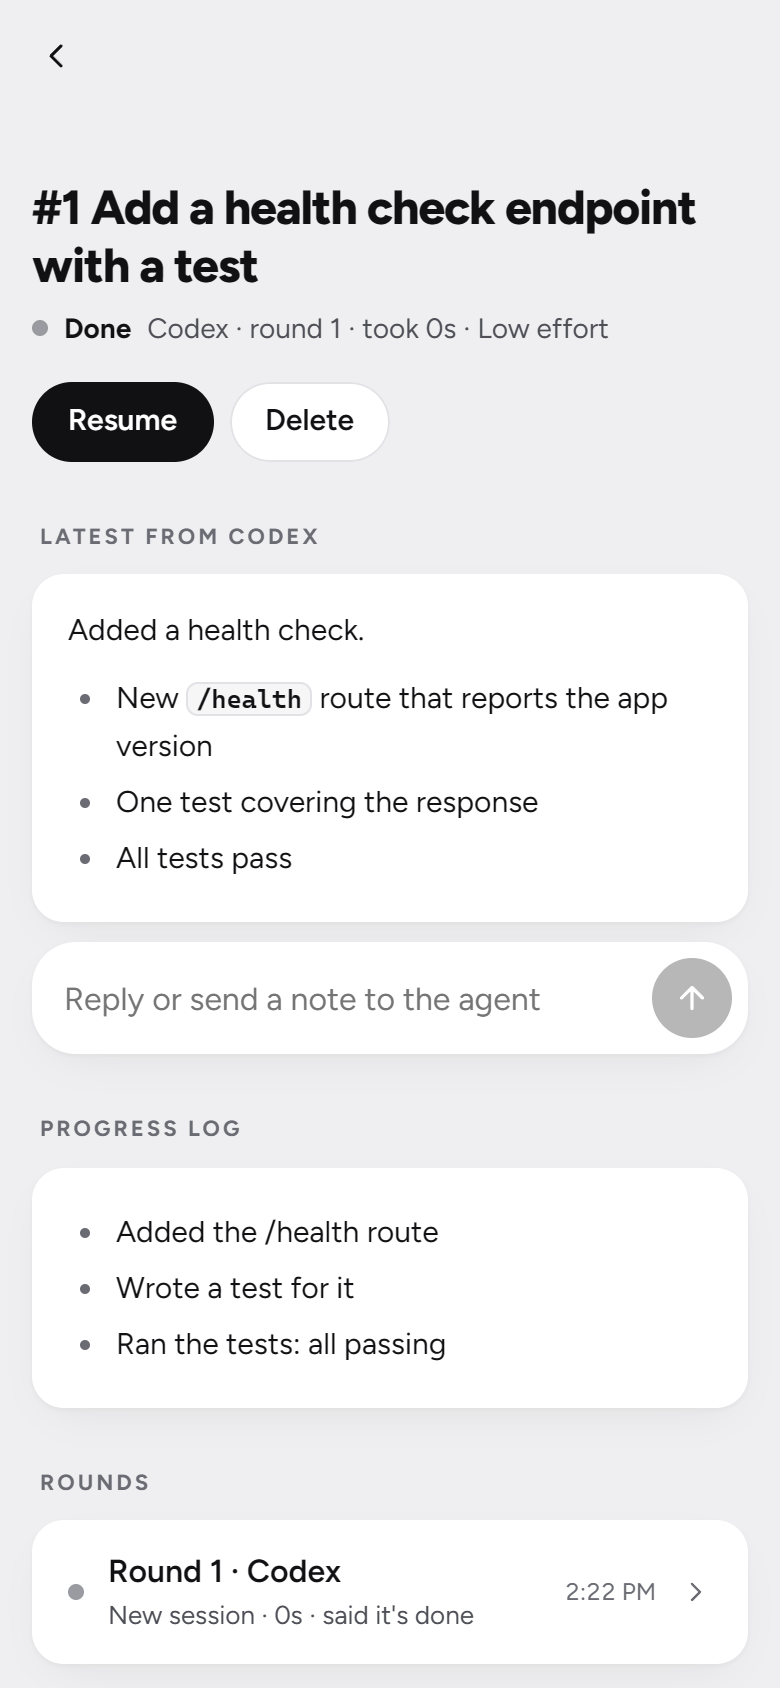 #1 Add a health check endpoint
with a test
Done Codex · round 1 · took 0s · Low effort
Resume Delete
LATEST FROM CODEX
Added a health check.
• New /health route that reports the app
version
• One test covering the response
• All tests pass
Reply or send a note to the agent
PROGRESS LOG
• Added the /health route
• Wrote a test for it
• Ran the tests: all passing
ROUNDS
Round 1 · Codex
2:22 PM
New session · 0s · said it's done